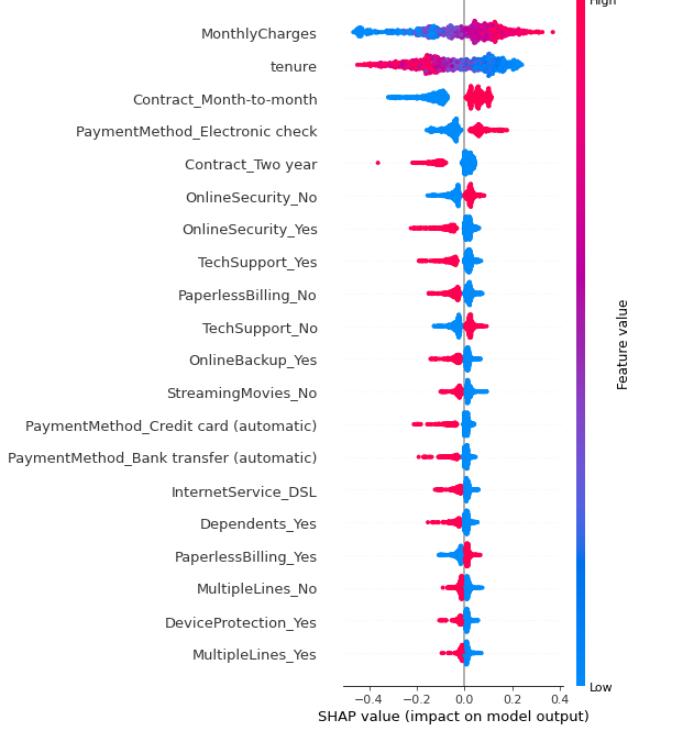 High
MonthlyCharges
tenure
Contract_Month-to-month
PaymentMethod_Electronic check
Contract_Two year
OnlineSecurity_No
OnlineSecurity_Yes
TechSupport_Yes
PaperlessBilling_No
TechSupport_No
OnlineBackup_Yes
StreamingMovies_No
PaymentMethod_Credit card (automatic)
PaymentMethod_Bank transfer (automatic)
InternetService_DSL
Dependents_Yes
PaperlessBilling_Yes
MultipleLines_No
DeviceProtection_Yes
MultipleLines_Yes
Feature value
Low
−0.4 −0.2 0.0 0.2 0.4
SHAP value (impact on model output)